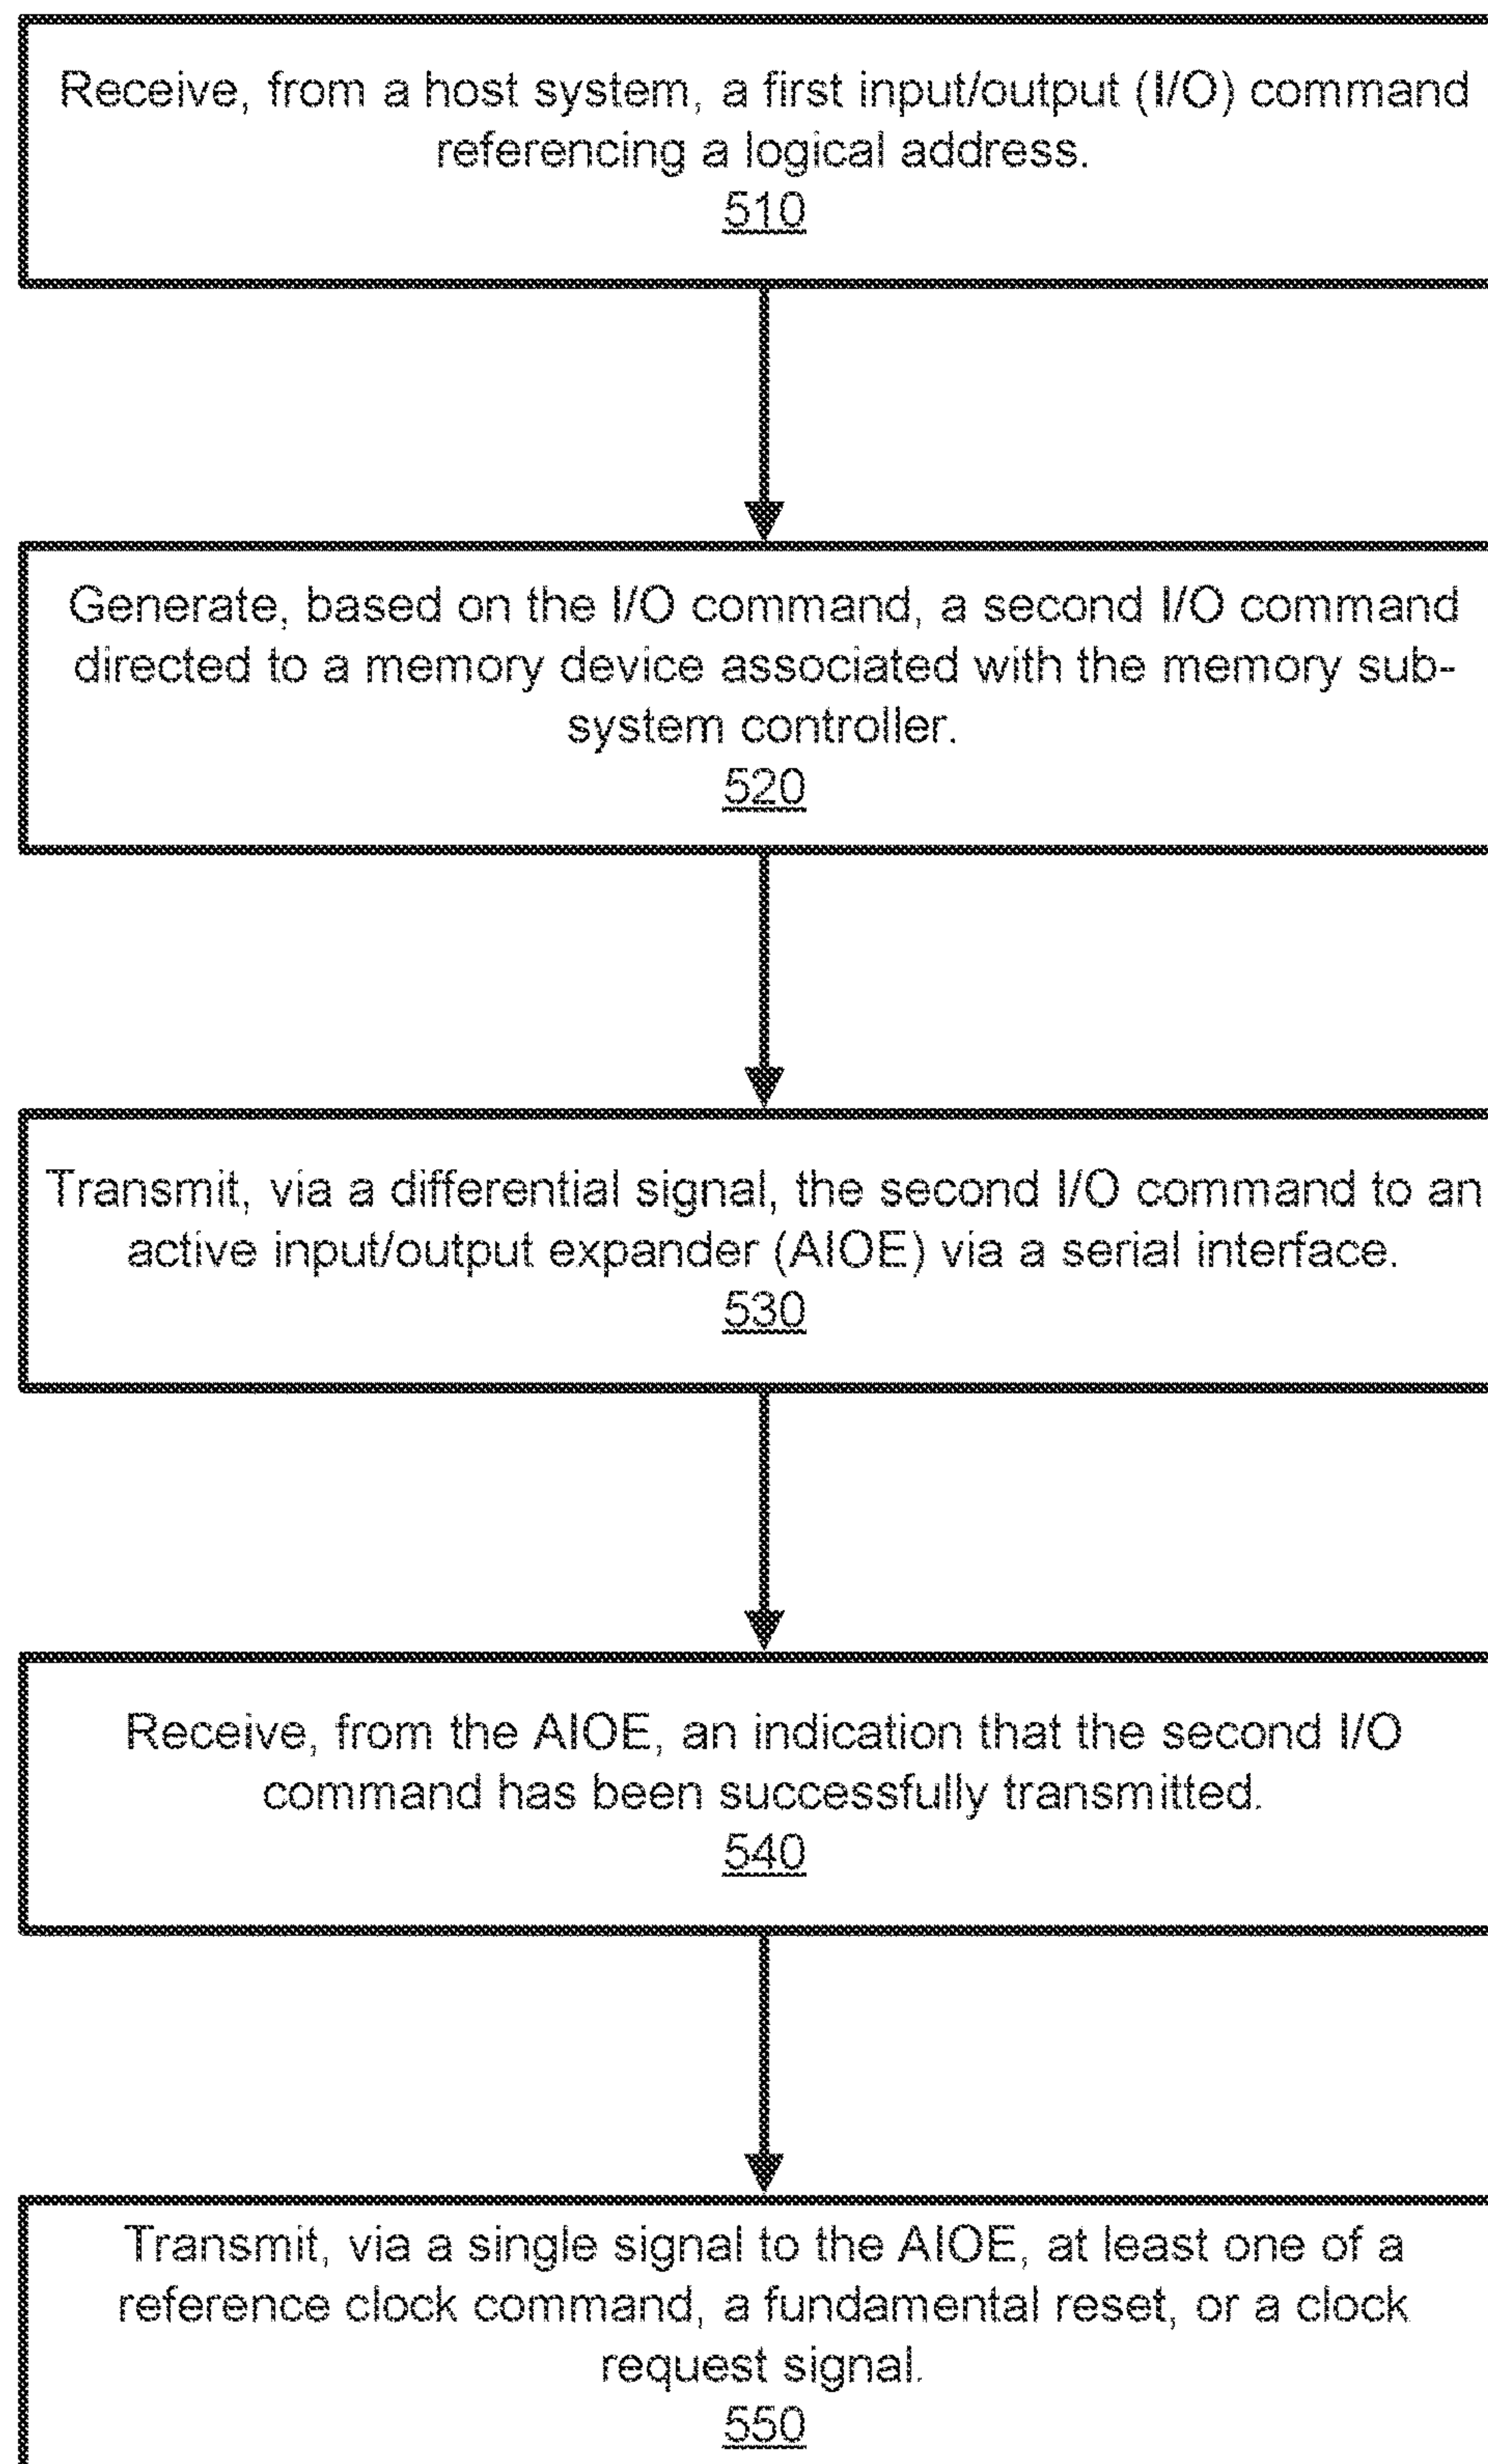 Receive, from a host system, a first input/output (I/O) command
referencing a logical address.
510
Generate, based on the I/O command, a second I/O command
directed to a memory device associated with the memory sub-
system controller.
520
Transmit, via a differential signal, the second I/O command to an
active input/output expander (AIOE) via a serial interface.
530
Receive, from the AIOE, an indication that the second I/O
command has been successfully transmitted.
540
Transmit, via a single signal to the AIOE, at least one of a
reference clock command, a fundamental reset, or a clock
request signal.
550